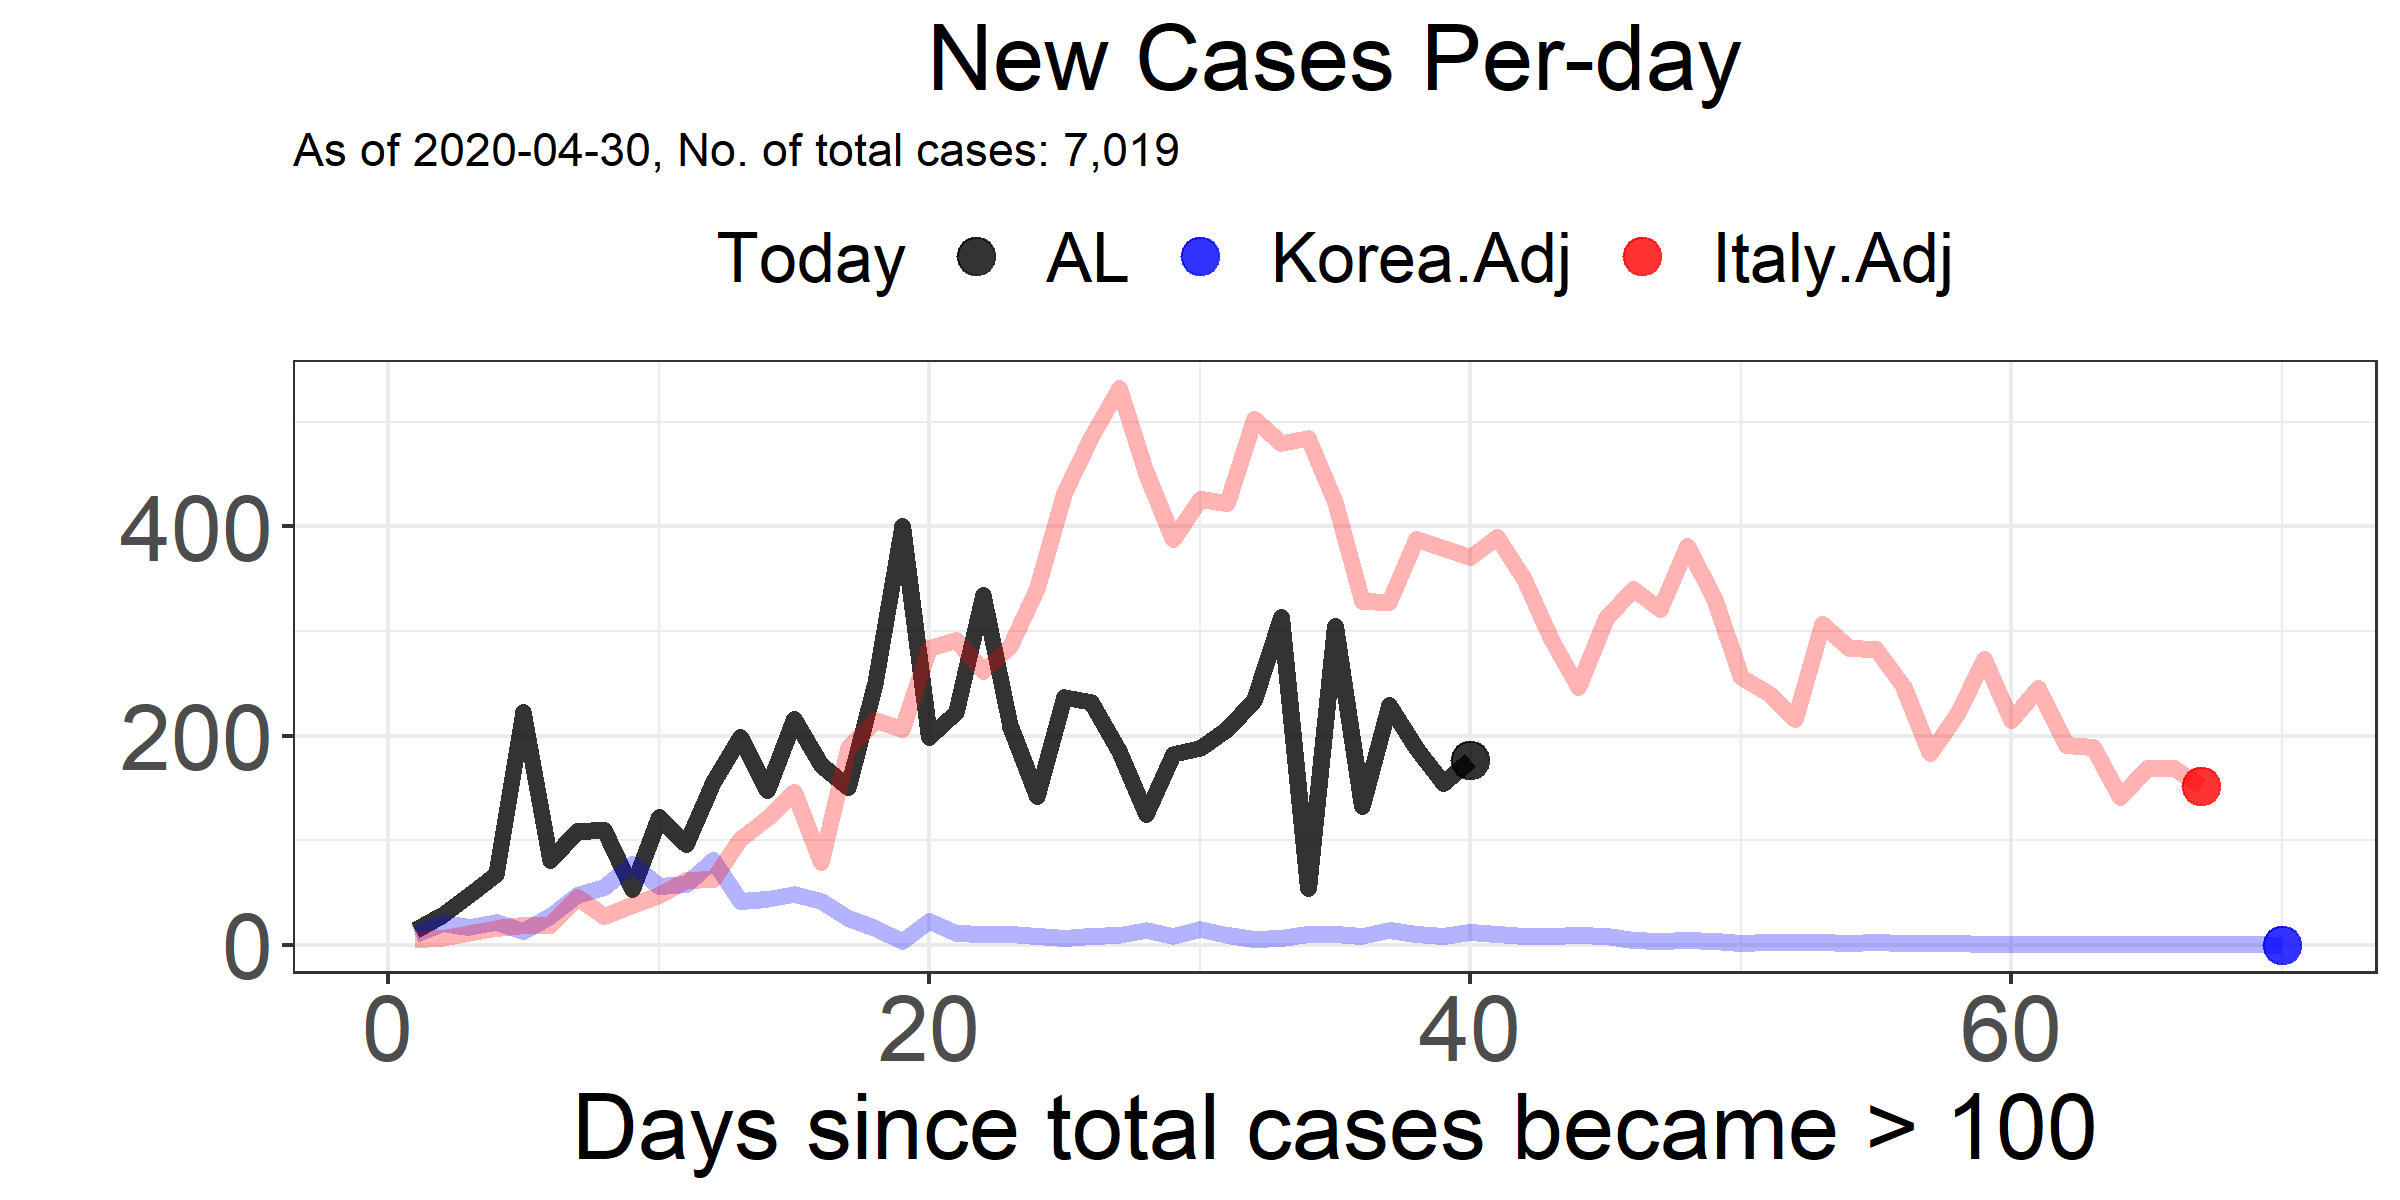 New Cases Per-day
As of 2020-04-30, No. of total cases: 7,019
Today AL Korea.Adj Italy.Adj
400
200
0
0 20 40 60
Days since total cases became > 100